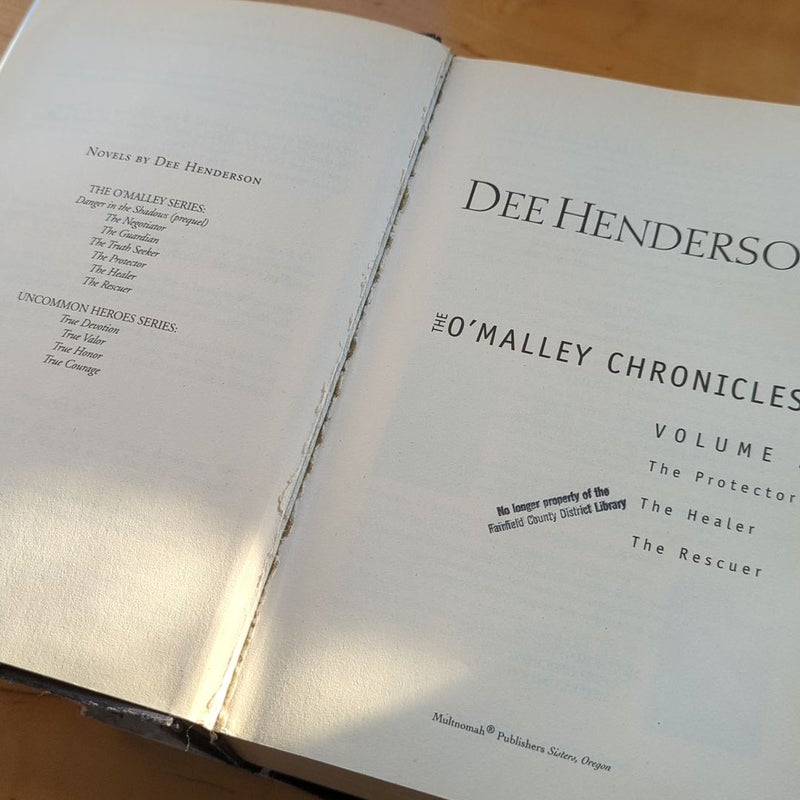 NOVELS BY DEE HENDERSON
THE O'MALLEY SERIES:
Danger in the Shadows (prequel)
The Negotiator
The Guardian
The Truth Seeker
The Protector
The Healer
The Rescuer
UNCOMMON HEROES SERIES:
True Devotion
True Valor
True Honor
True Courage
DEE HENDERSO
THE O'MALLEY CHRONICLES
VOLUME
The Protector
The Healer
The Rescuer
No longer property of the
Fairfield County District Library
Multnomah® Publishers Sisters, Oregon